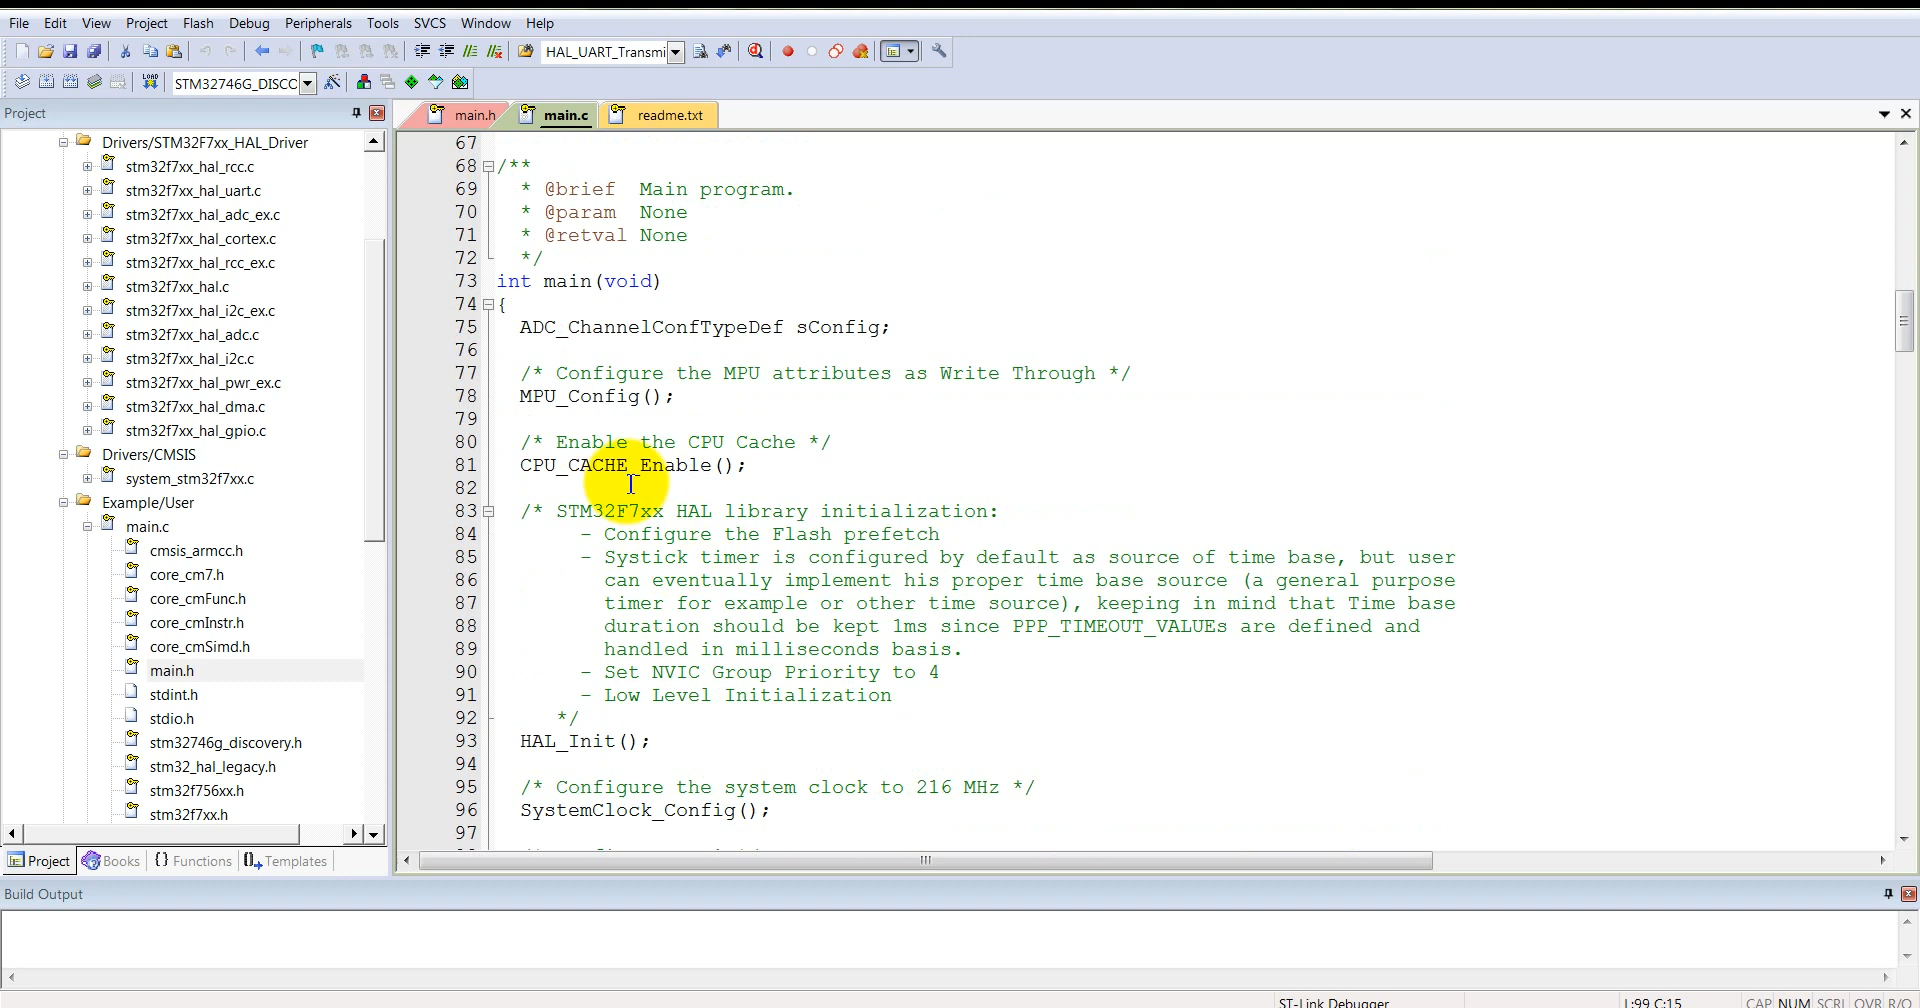 File Edit View Project Flash Debug Peripherals Tools SVCS Window Help
HAL_UART_Transmi
LOAD STM32746G_DISCC
Project
Drivers/STM32F7xx_HAL_Driver
stm32f7xx_hal_rcc.c
stm32f7xx_hal_uart.c
stm32f7xx_hal_adc_ex.c
stm32f7xx_hal_cortex.c
stm32f7xx_hal_rcc_ex.c
stm32f7xx_hal.c
stm32f7xx_hal_i2c_ex.c
stm32f7xx_hal_adc.c
stm32f7xx_hal_i2c.c
stm32f7xx_hal_pwr_ex.c
stm32f7xx_hal_dma.c
stm32f7xx_hal_gpio.c
Drivers/CMSIS
system_stm32f7xx.c
Example/User
main.c
cmsis_armcc.h
core_cm7.h
core_cmFunc.h
core_cmInstr.h
core_cmSimd.h
main.h
stdint.h
stdio.h
stm32746g_discovery.h
stm32_hal_legacy.h
stm32f756xx.h
stm32f7xx.h
Project Books {} Functions Templates
main.h main.c readme.txt
67
68 /**
69 * @brief Main program.
70 * @param None
71 * @retval None
72 */
73 int main(void)
74 {
75 ADC_ChannelConfTypeDef sConfig;
76
77 /* Configure the MPU attributes as Write Through */
78 MPU_Config();
79
80 /* Enable the CPU Cache */
81 CPU_CACHE_Enable();
82
83 /* STM32F7xx HAL library initialization:
84 - Configure the Flash prefetch
85 - Systick timer is configured by default as source of time base, but user
86 can eventually implement his proper time base source (a general purpose
87 timer for example or other time source), keeping in mind that Time base
88 duration should be kept 1ms since PPP_TIMEOUT_VALUEs are defined and
89 handled in milliseconds basis.
90 - Set NVIC Group Priority to 4
91 - Low Level Initialization
92 */
93 HAL_Init();
94
95 /* Configure the system clock to 216 MHz */
96 SystemClock_Config();
97
Build Output
ST-Link Debugger L:99 C:15 CAP NUM SCRL OVR R/O